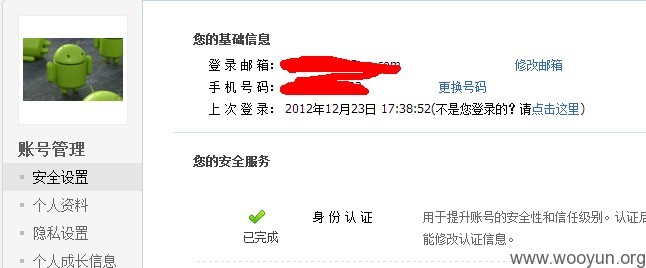 您的基础信息
登 录 邮 箱： com 修改邮箱
手 机 号 码： 更换号码
上 次 登 录： 2012年12月23日 17:38:52(不是您登录的？请点击这里)
账号管理
安全设置
个人资料
隐私设置
个人成长信息
您的安全服务
已完成
身 份 认 证
用于提升账号的安全性和信任级别。认证后
能修改认证信息。
www.wooyun.org